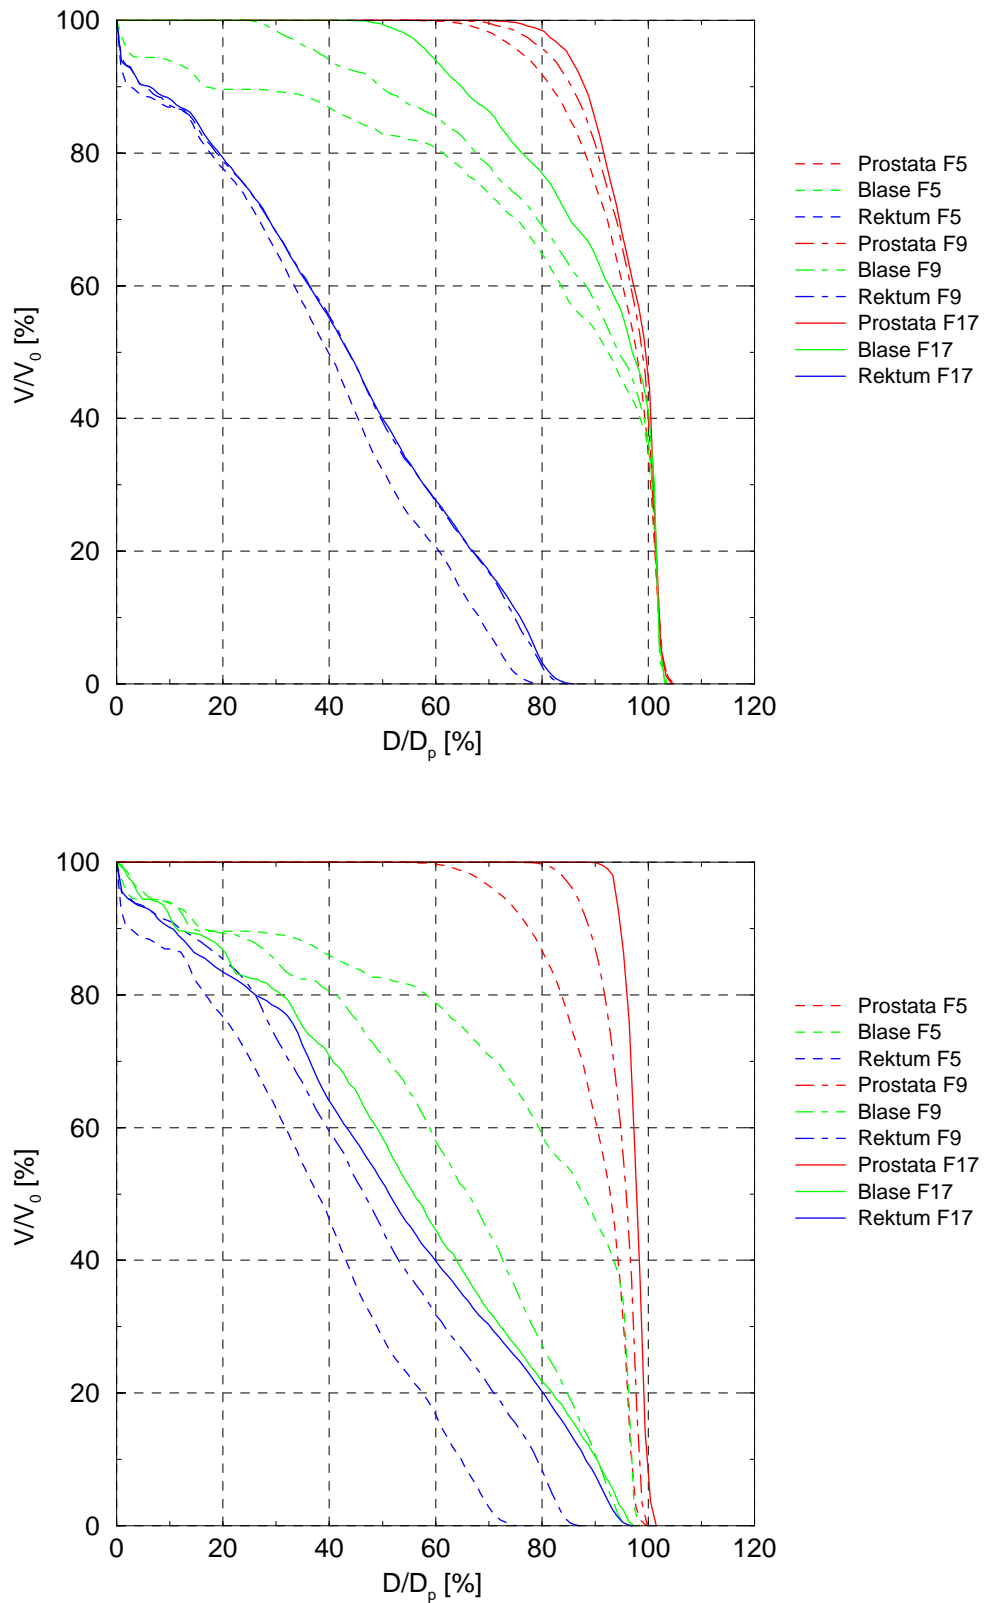 100
80
60
40
20
0
V/V0 [%]
0 20 40 60 80 100 120
D/Dp [%]
Prostata F5
Blase F5
Rektum F5
Prostata F9
Blase F9
Rektum F9
Prostata F17
Blase F17
Rektum F17
100
80
60
40
20
0
V/V0 [%]
0 20 40 60 80 100 120
D/Dp [%]
Prostata F5
Blase F5
Rektum F5
Prostata F9
Blase F9
Rektum F9
Prostata F17
Blase F17
Rektum F17